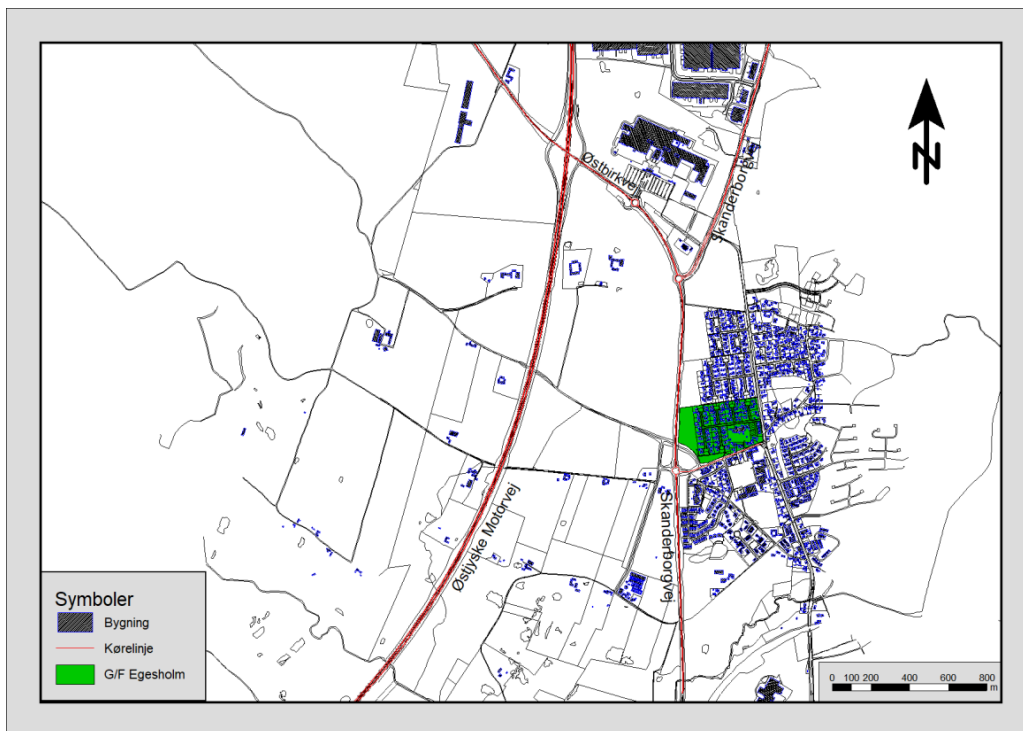 Østbirkvej
Skanderborgvej
Østjyske Motorvej
Skanderborgvej
N
Symboler
Bygning
Kørelinje
G/F Egesholm
0 100 200 400 600 800
m